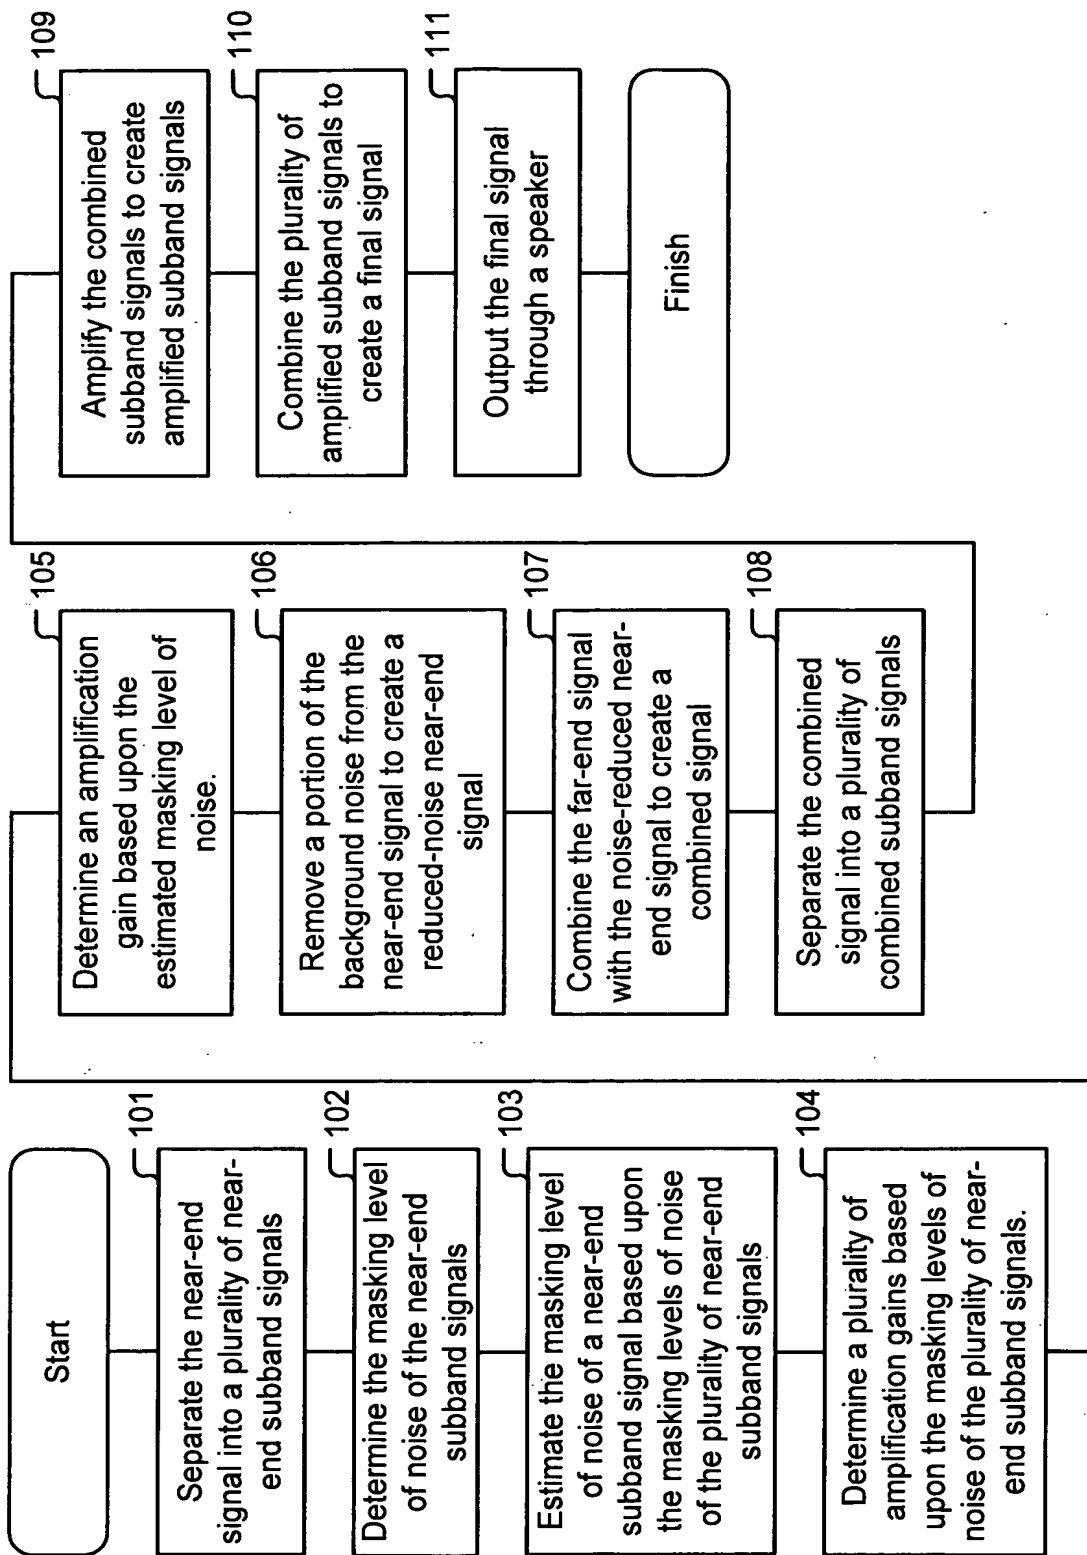 Start
101
Separate the near-end
signal into a plurality of near-
end subband signals
102
Determine the masking level
of noise of the near-end
subband signals
103
Estimate the masking level
of noise of a near-end
subband signal based upon
the masking levels of noise
of the plurality of near-end
subband signals
104
Determine a plurality of
amplification gains based
upon the masking levels of
noise of the plurality of near-
end subband signals.
105
Determine an amplification
gain based upon the
estimated masking level of
noise.
106
Remove a portion of the
background noise from the
near-end signal to create a
reduced-noise near-end
signal
107
Combine the far-end signal
with the noise-reduced near-
end signal to create a
combined signal
108
Separate the combined
signal into a plurality of
combined subband signals
109
Amplify the combined
subband signals to create
amplified subband signals
110
Combine the plurality of
amplified subband signals to
create a final signal
111
Output the final signal
through a speaker
Finish